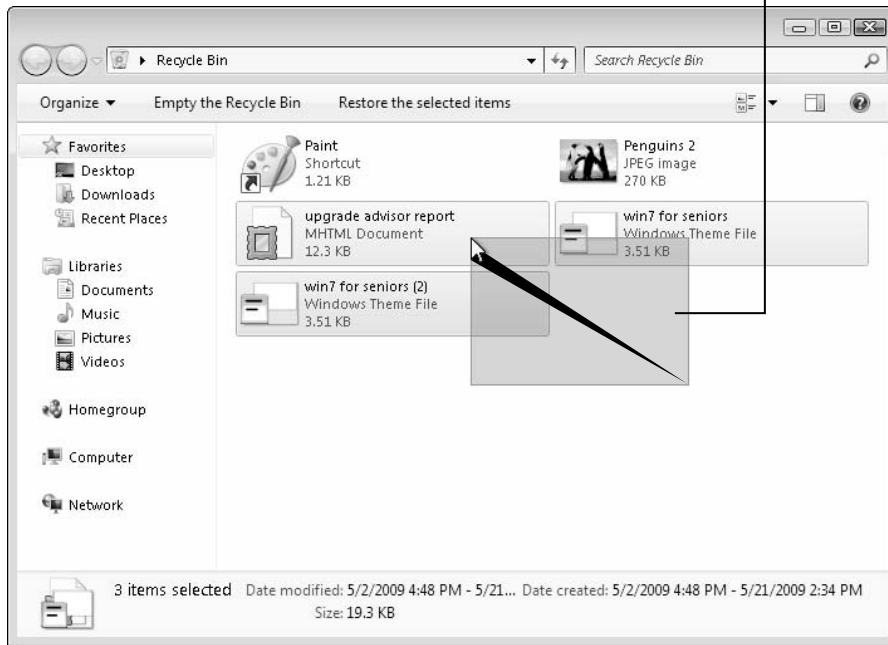 Recycle Bin
Search Recycle Bin
Organize
Empty the Recycle Bin
Restore the selected items
Favorites
Desktop
Downloads
Recent Places
Libraries
Documents
Music
Pictures
Videos
Homegroup
Computer
Network
Paint
Shortcut
1.21 KB
Penguins 2
JPEG image
270 KB
upgrade advisor report
MHTML Document
12.3 KB
win7 for seniors
Windows Theme File
3.51 KB
win7 for seniors (2)
Windows Theme File
3.51 KB
3 items selected Date modified: 5/2/2009 4:48 PM - 5/21... Date created: 5/2/2009 4:48 PM - 5/21/2009 2:34 PM
Size: 19.3 KB